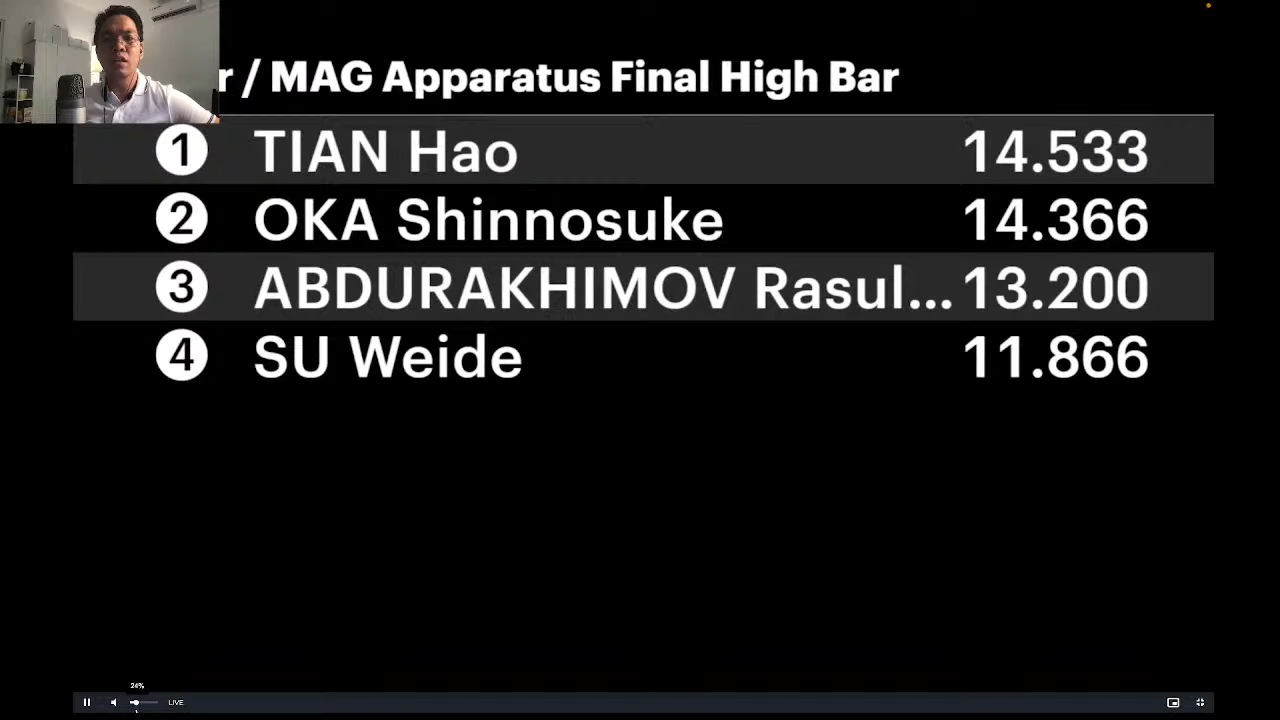 r / MAG Apparatus Final High Bar
1 TIAN Hao 14.533
2 OKA Shinnosuke 14.366
3 ABDURAKHIMOV Rasul... 13.200
4 SU Weide 11.866
24%
LIVE